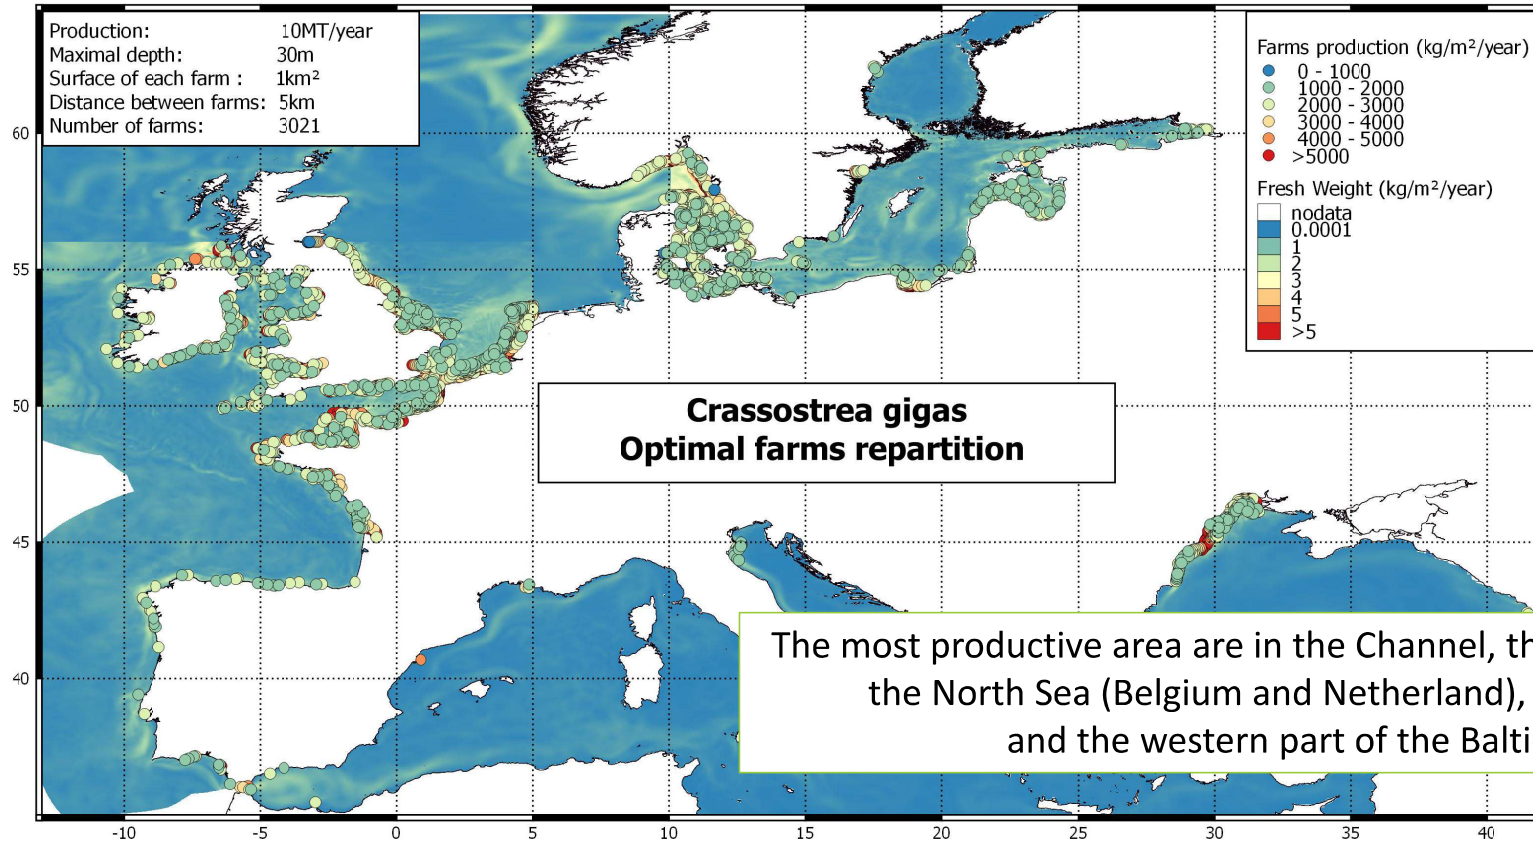 Production: 10MT/year
Maximal depth: 30m
Surface of each farm : 1km²
Distance between farms: 5km
Number of farms: 3021
Farms production (kg/m²/year)
0 - 1000
1000 - 2000
2000 - 3000
3000 - 4000
4000 - 5000
>5000
Fresh Weight (kg/m²/year)
nodata
0.0001
1
2
3
4
5
>5
60
55
50
45
40
Crassostrea gigas
Optimal farms repartition
The most productive area are in the Channel, th
the North Sea (Belgium and Netherland),
and the western part of the Balti
-10 -5 0 5 10 15 20 25 30 35 40